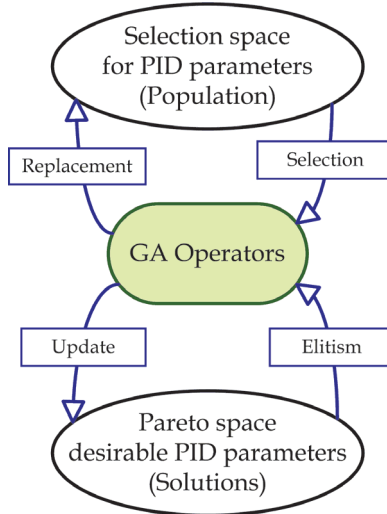 Selection space
for PID parameters
(Population)
Replacement
Selection
GA Operators
Update
Elitism
Pareto space
desirable PID parameters
(Solutions)